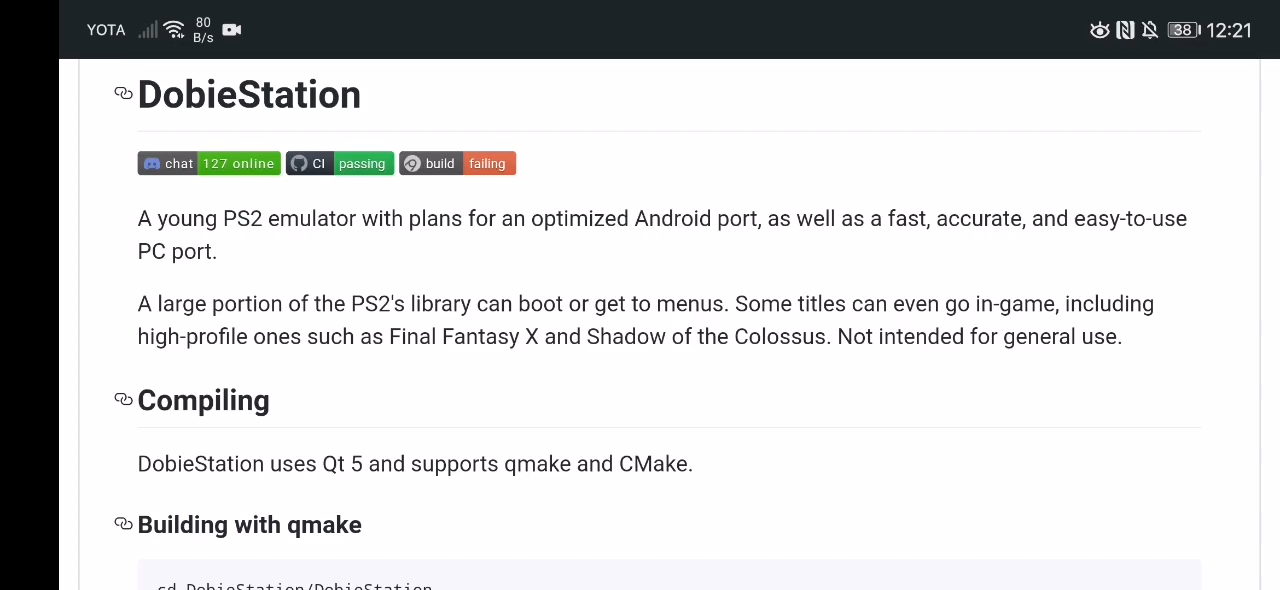 YOTA 80 B/s 38 12:21
DobieStation
chat 127 online CI passing build failing
A young PS2 emulator with plans for an optimized Android port, as well as a fast, accurate, and easy-to-use
PC port.
A large portion of the PS2's library can boot or get to menus. Some titles can even go in-game, including
high-profile ones such as Final Fantasy X and Shadow of the Colossus. Not intended for general use.
Compiling
DobieStation uses Qt 5 and supports qmake and CMake.
Building with qmake
cd DobieStation/DobieStation